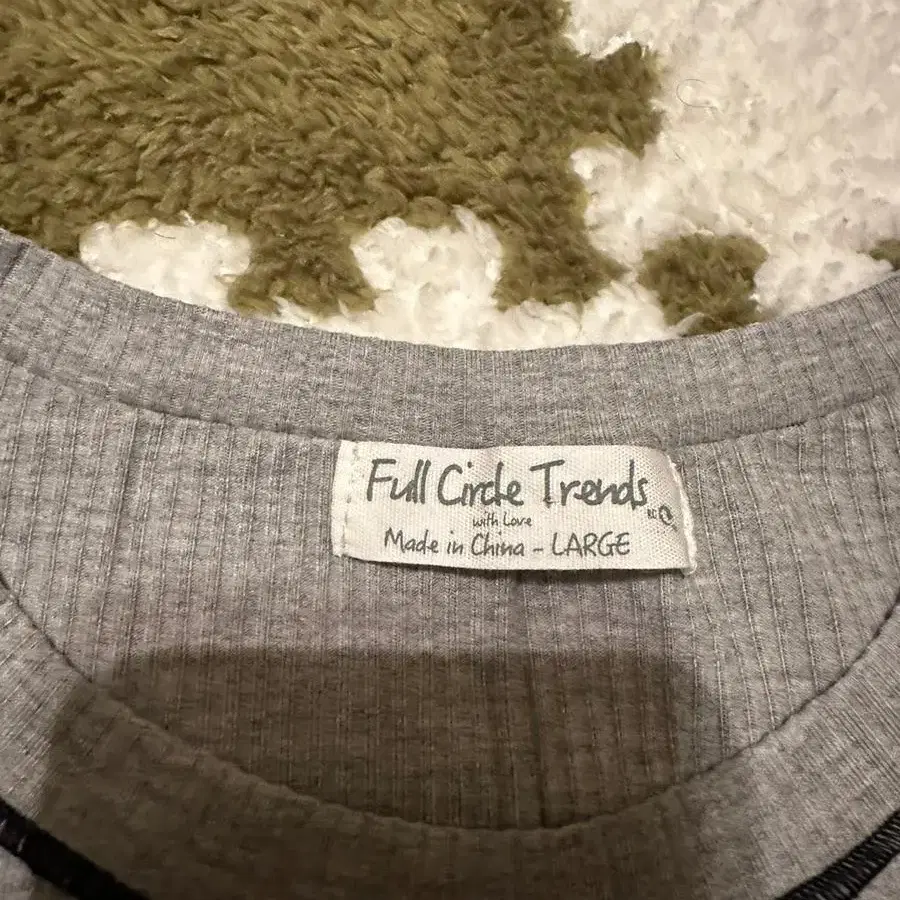 Full Circle Trends
with Love
Made in China - LARGE